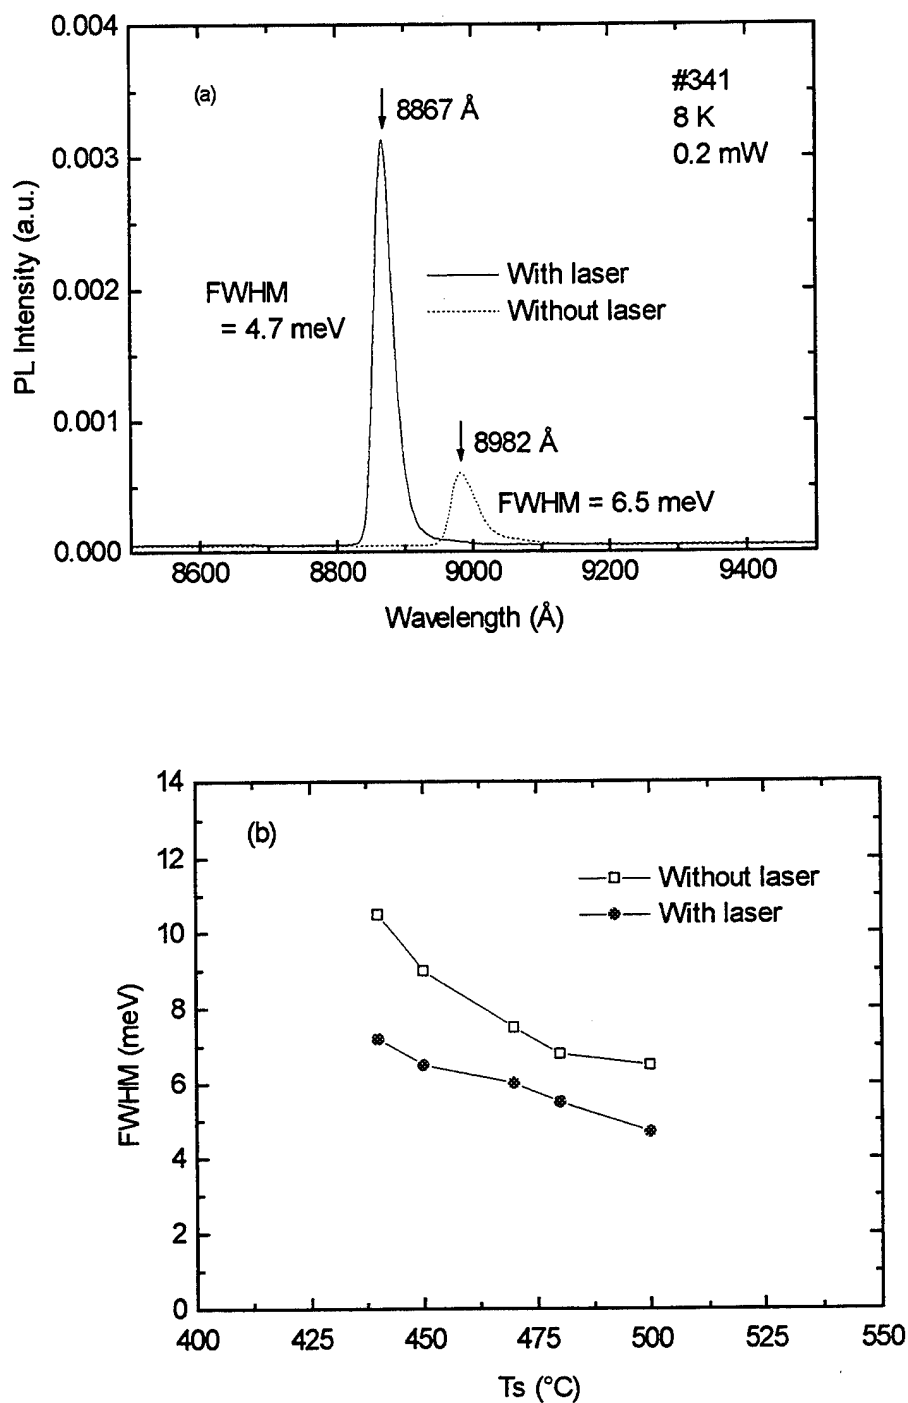 (a)
#341
8 K
0.2 mW
8867 Å
With laser
Without laser
FWHM
= 4.7 meV
8982 Å
FWHM = 6.5 meV
PL Intensity (a.u.)
0.004
0.003
0.002
0.001
0.000
8600 8800 9000 9200 9400
Wavelength (Å)
(b)
Without laser
With laser
FWHM (meV)
14
12
10
8
6
4
2
0
400 425 450 475 500 525 550
Ts (°C)